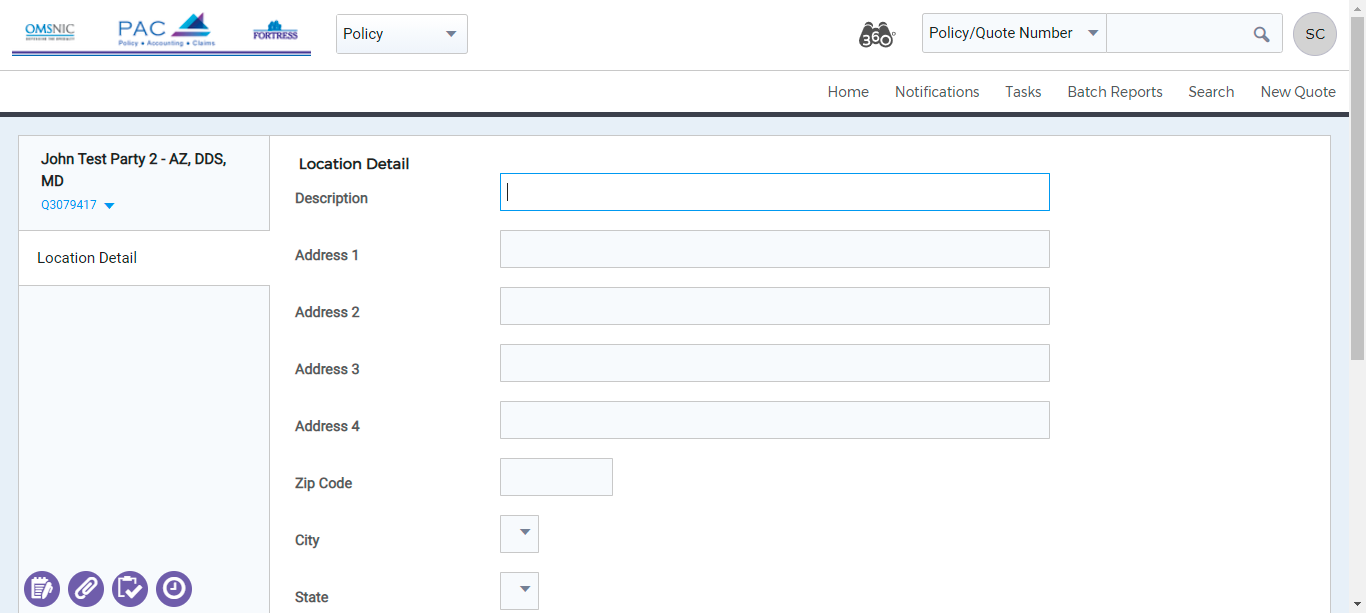 OMSNIC
PAC
Policy • Accounting • Claims
FORTRESS
Policy
360°
Policy/Quote Number
SC
Home
Notifications
Tasks
Batch Reports
Search
New Quote
John Test Party 2 - AZ, DDS,
MD
Q3079417
Location Detail
Location Detail
Description
Address 1
Address 2
Address 3
Address 4
Zip Code
City
State